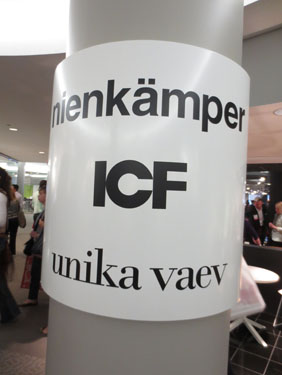 nienkämper
ICF
unika vaev